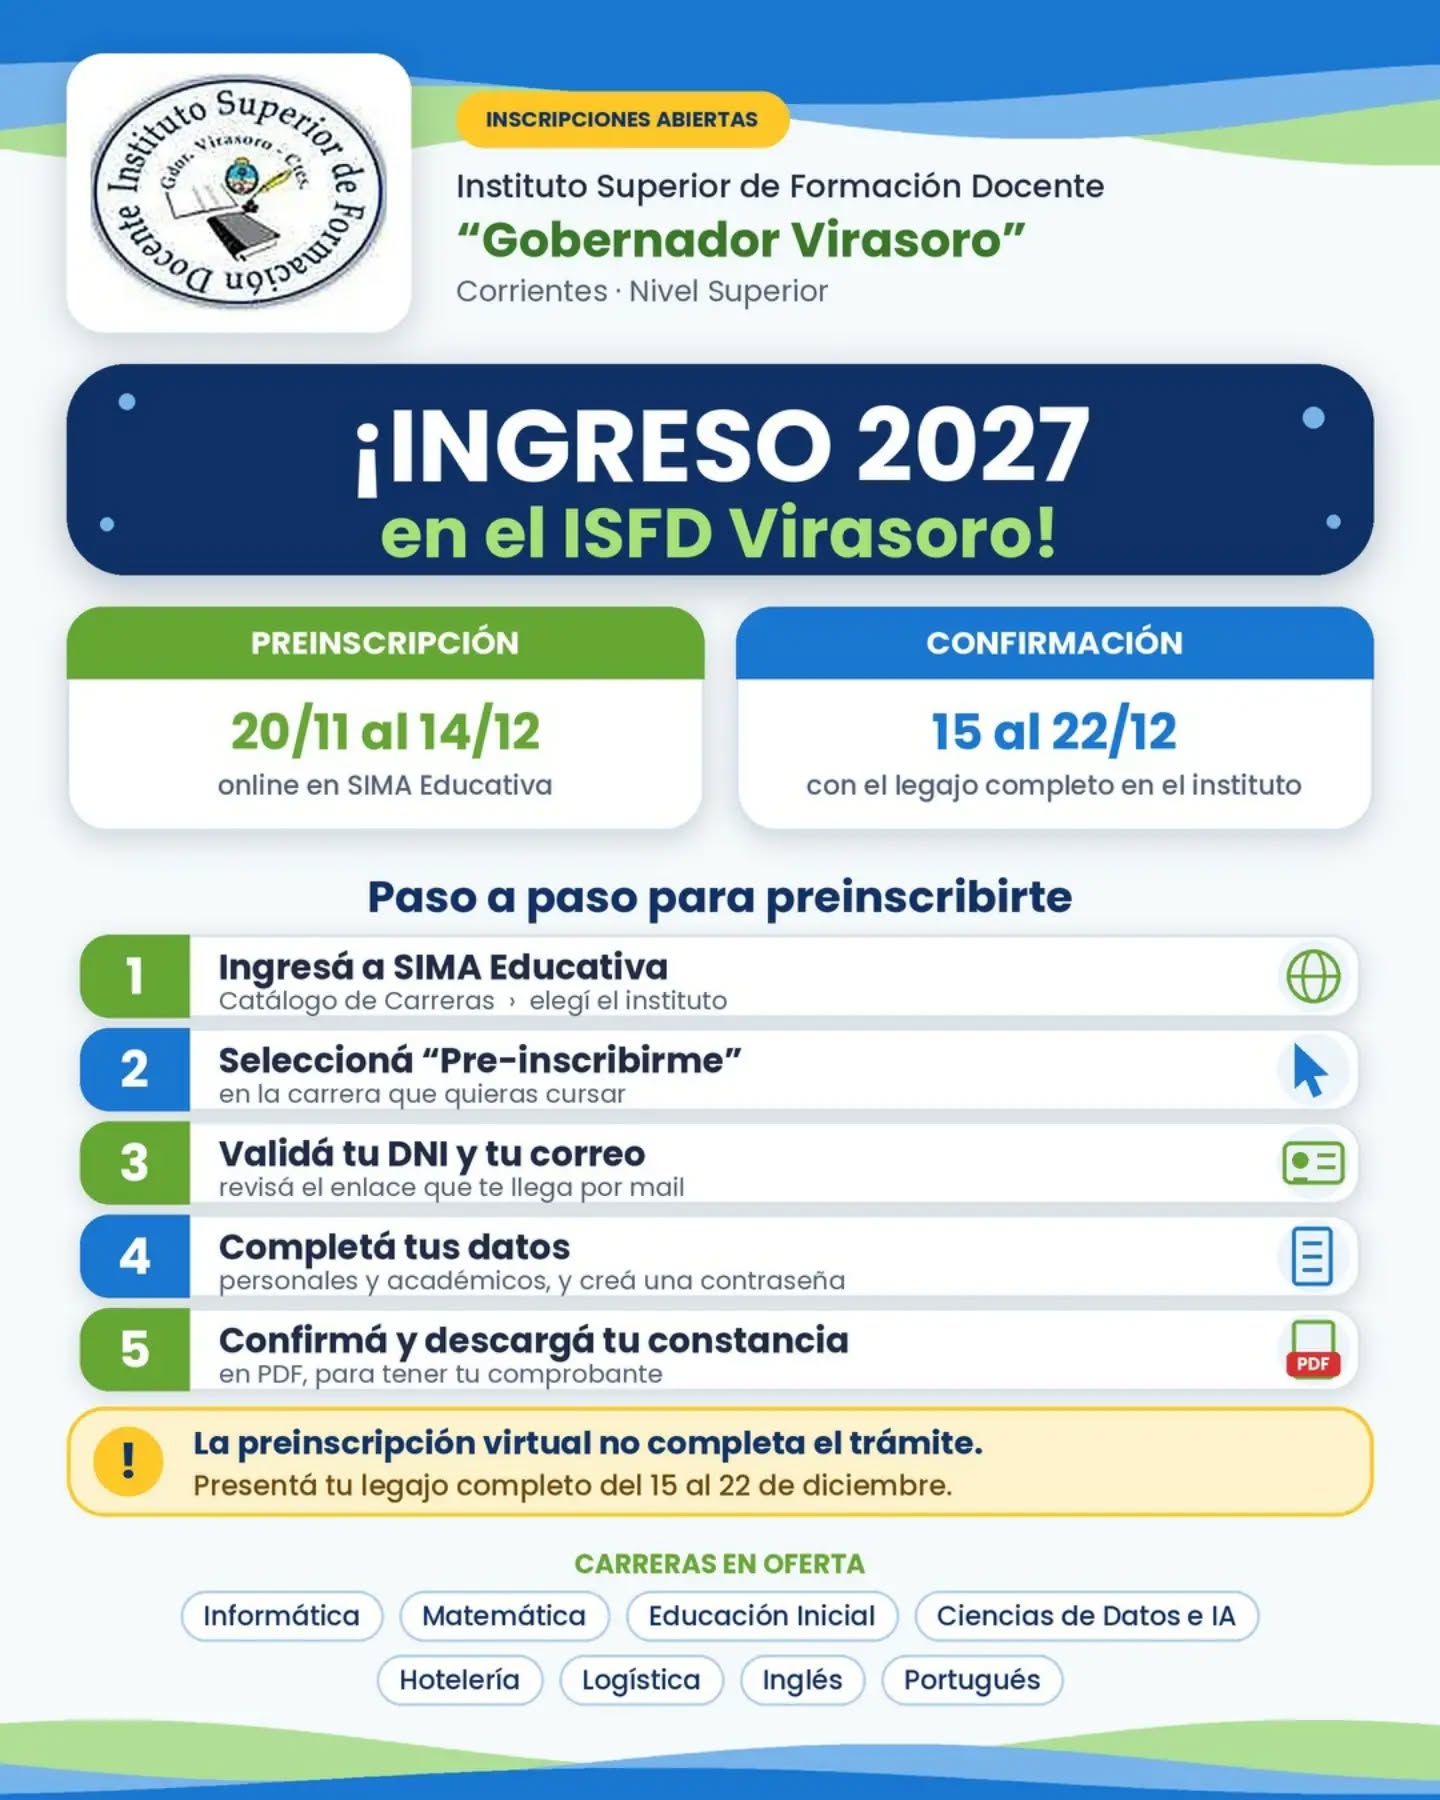 Instituto Superior de Formación Docente
Gdor. Virasoro - Ctes.
INSCRIPCIONES ABIERTAS
Instituto Superior de Formación Docente
“Gobernador Virasoro”
Corrientes · Nivel Superior
¡INGRESO 2027
en el ISFD Virasoro!
PREINSCRIPCIÓN
20/11 al 14/12
online en SIMA Educativa
CONFIRMACIÓN
15 al 22/12
con el legajo completo en el instituto
Paso a paso para preinscribirte
1
Ingresá a SIMA Educativa
Catálogo de Carreras › elegí el instituto
2
Seleccioná “Pre-inscribirme”
en la carrera que quieras cursar
3
Validá tu DNI y tu correo
revisá el enlace que te llega por mail
4
Completá tus datos
personales y académicos, y creá una contraseña
5
Confirmá y descargá tu constancia
en PDF, para tener tu comprobante
PDF
!
La preinscripción virtual no completa el trámite.
Presentá tu legajo completo del 15 al 22 de diciembre.
CARRERAS EN OFERTA
Informática
Matemática
Educación Inicial
Ciencias de Datos e IA
Hotelería
Logística
Inglés
Portugués